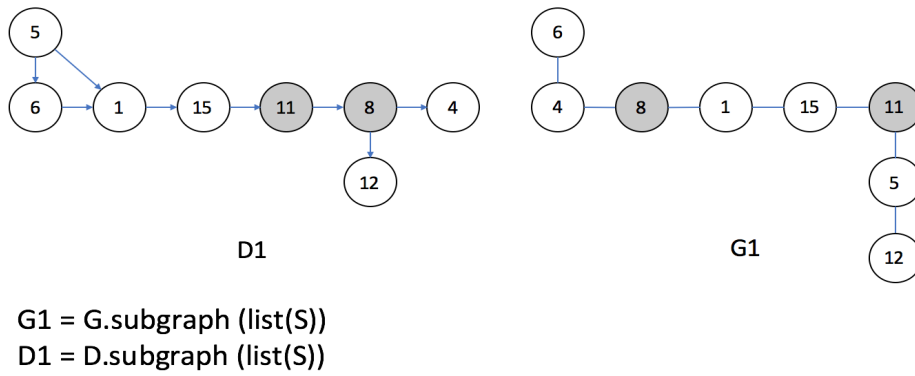 5
6
6 1 15 11 8 4
4 8 1 15 11
12
5
D1
G1
12
G1 = G.subgraph (list(S))
D1 = D.subgraph (list(S))